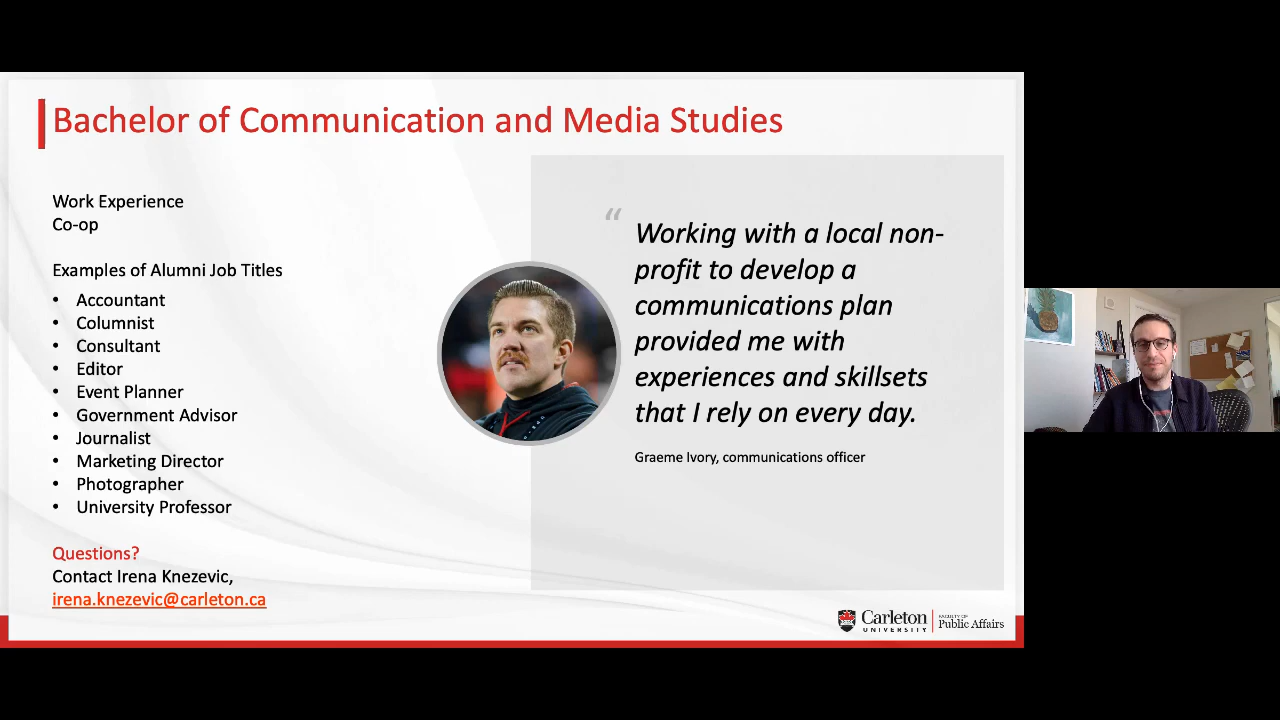 Bachelor of Communication and Media Studies
Work Experience
Co-op
Examples of Alumni Job Titles
• Accountant
• Columnist
• Consultant
• Editor
• Event Planner
• Government Advisor
• Journalist
• Marketing Director
• Photographer
• University Professor
Questions?
Contact Irena Knezevic,
irena.knezevic@carleton.ca
“
Working with a local non-
profit to develop a
communications plan
provided me with
experiences and skillsets
that I rely on every day.
Graeme Ivory, communications officer
Carleton
UNIVERSITY
FACULTY OF
Public Affairs